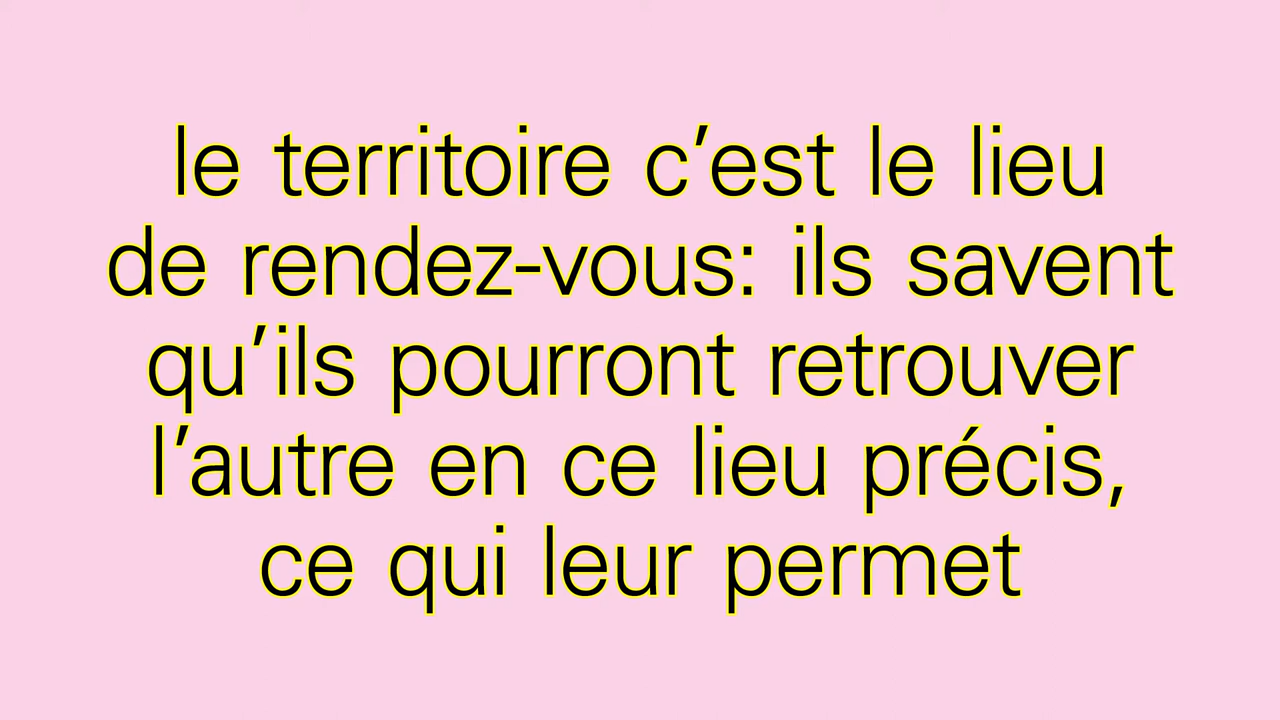 le territoire c’est le lieu
de rendez-vous: ils savent
qu’ils pourront retrouver
l’autre en ce lieu précis,
ce qui leur permet